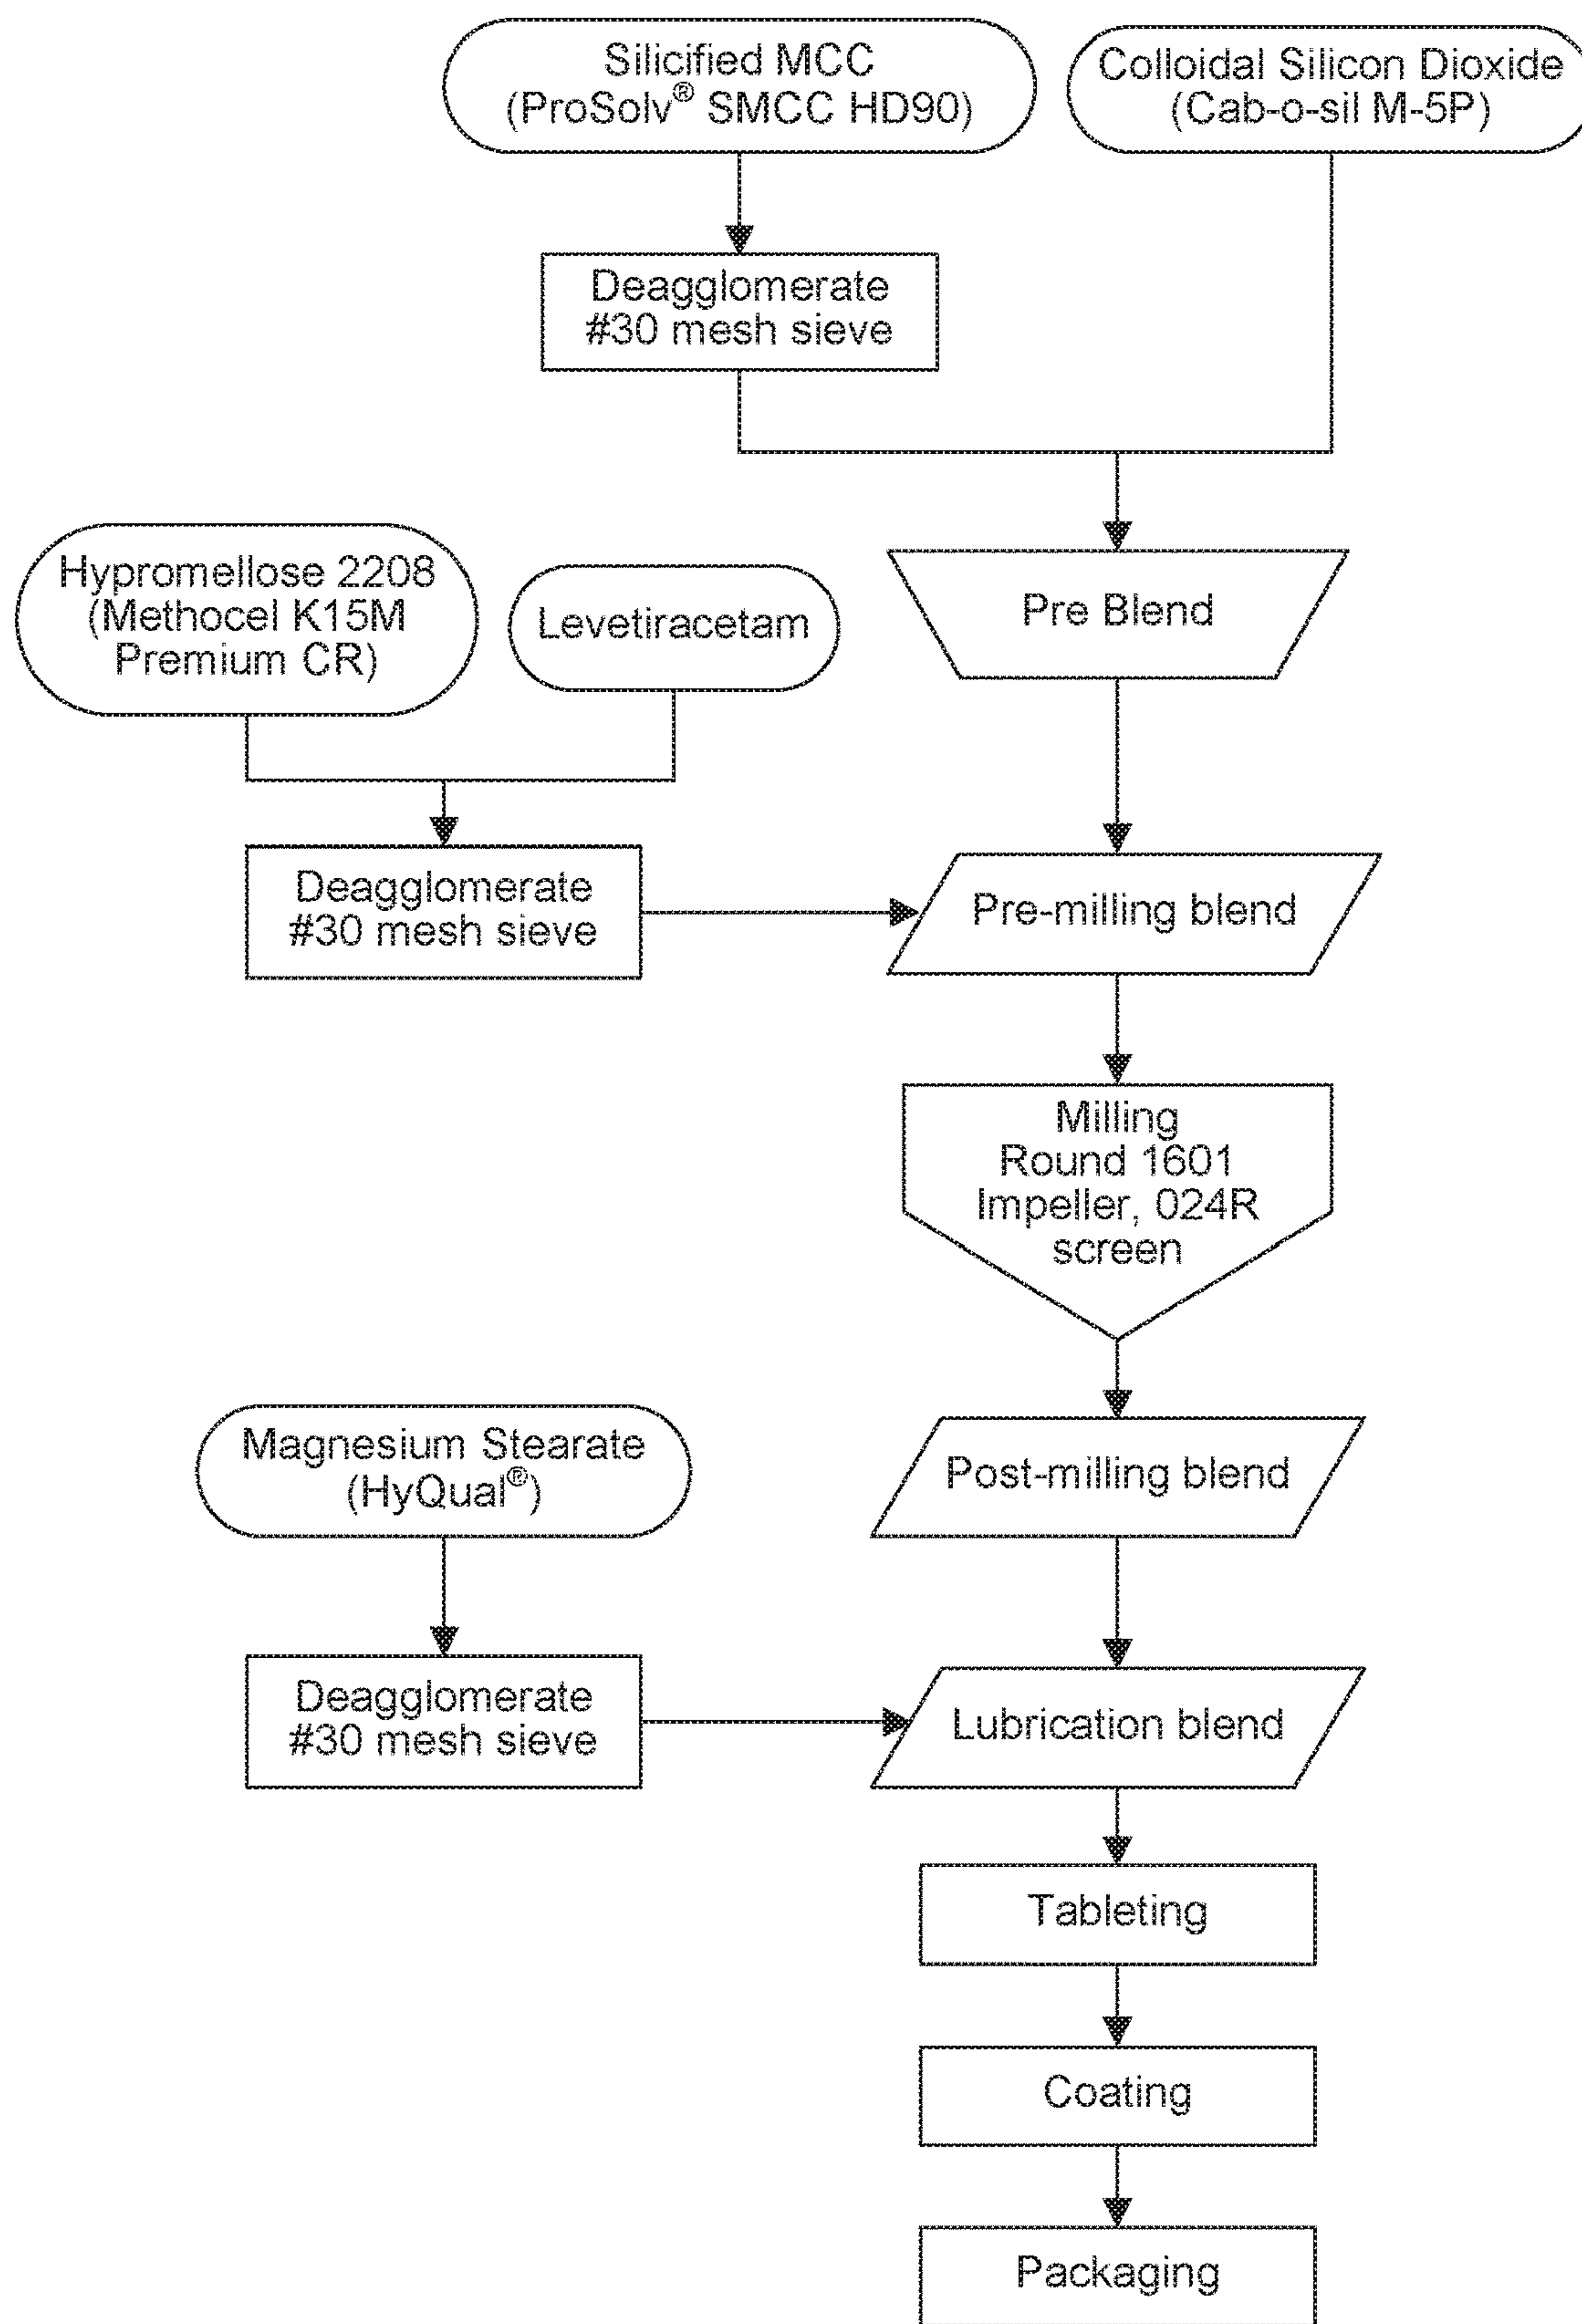 Silicified MCC
(ProSolv® SMCC HD90)
Colloidal Silicon Dioxide
(Cab-o-sil M-5P)
Deagglomerate
#30 mesh sieve
Hypromellose 2208
(Methocel K15M
Premium CR)
Levetiracetam
Pre Blend
Deagglomerate
#30 mesh sieve
Pre-milling blend
Milling
Round 1601
Impeller, 024R
screen
Magnesium Stearate
(HyQual®)
Post-milling blend
Deagglomerate
#30 mesh sieve
Lubrication blend
Tableting
Coating
Packaging